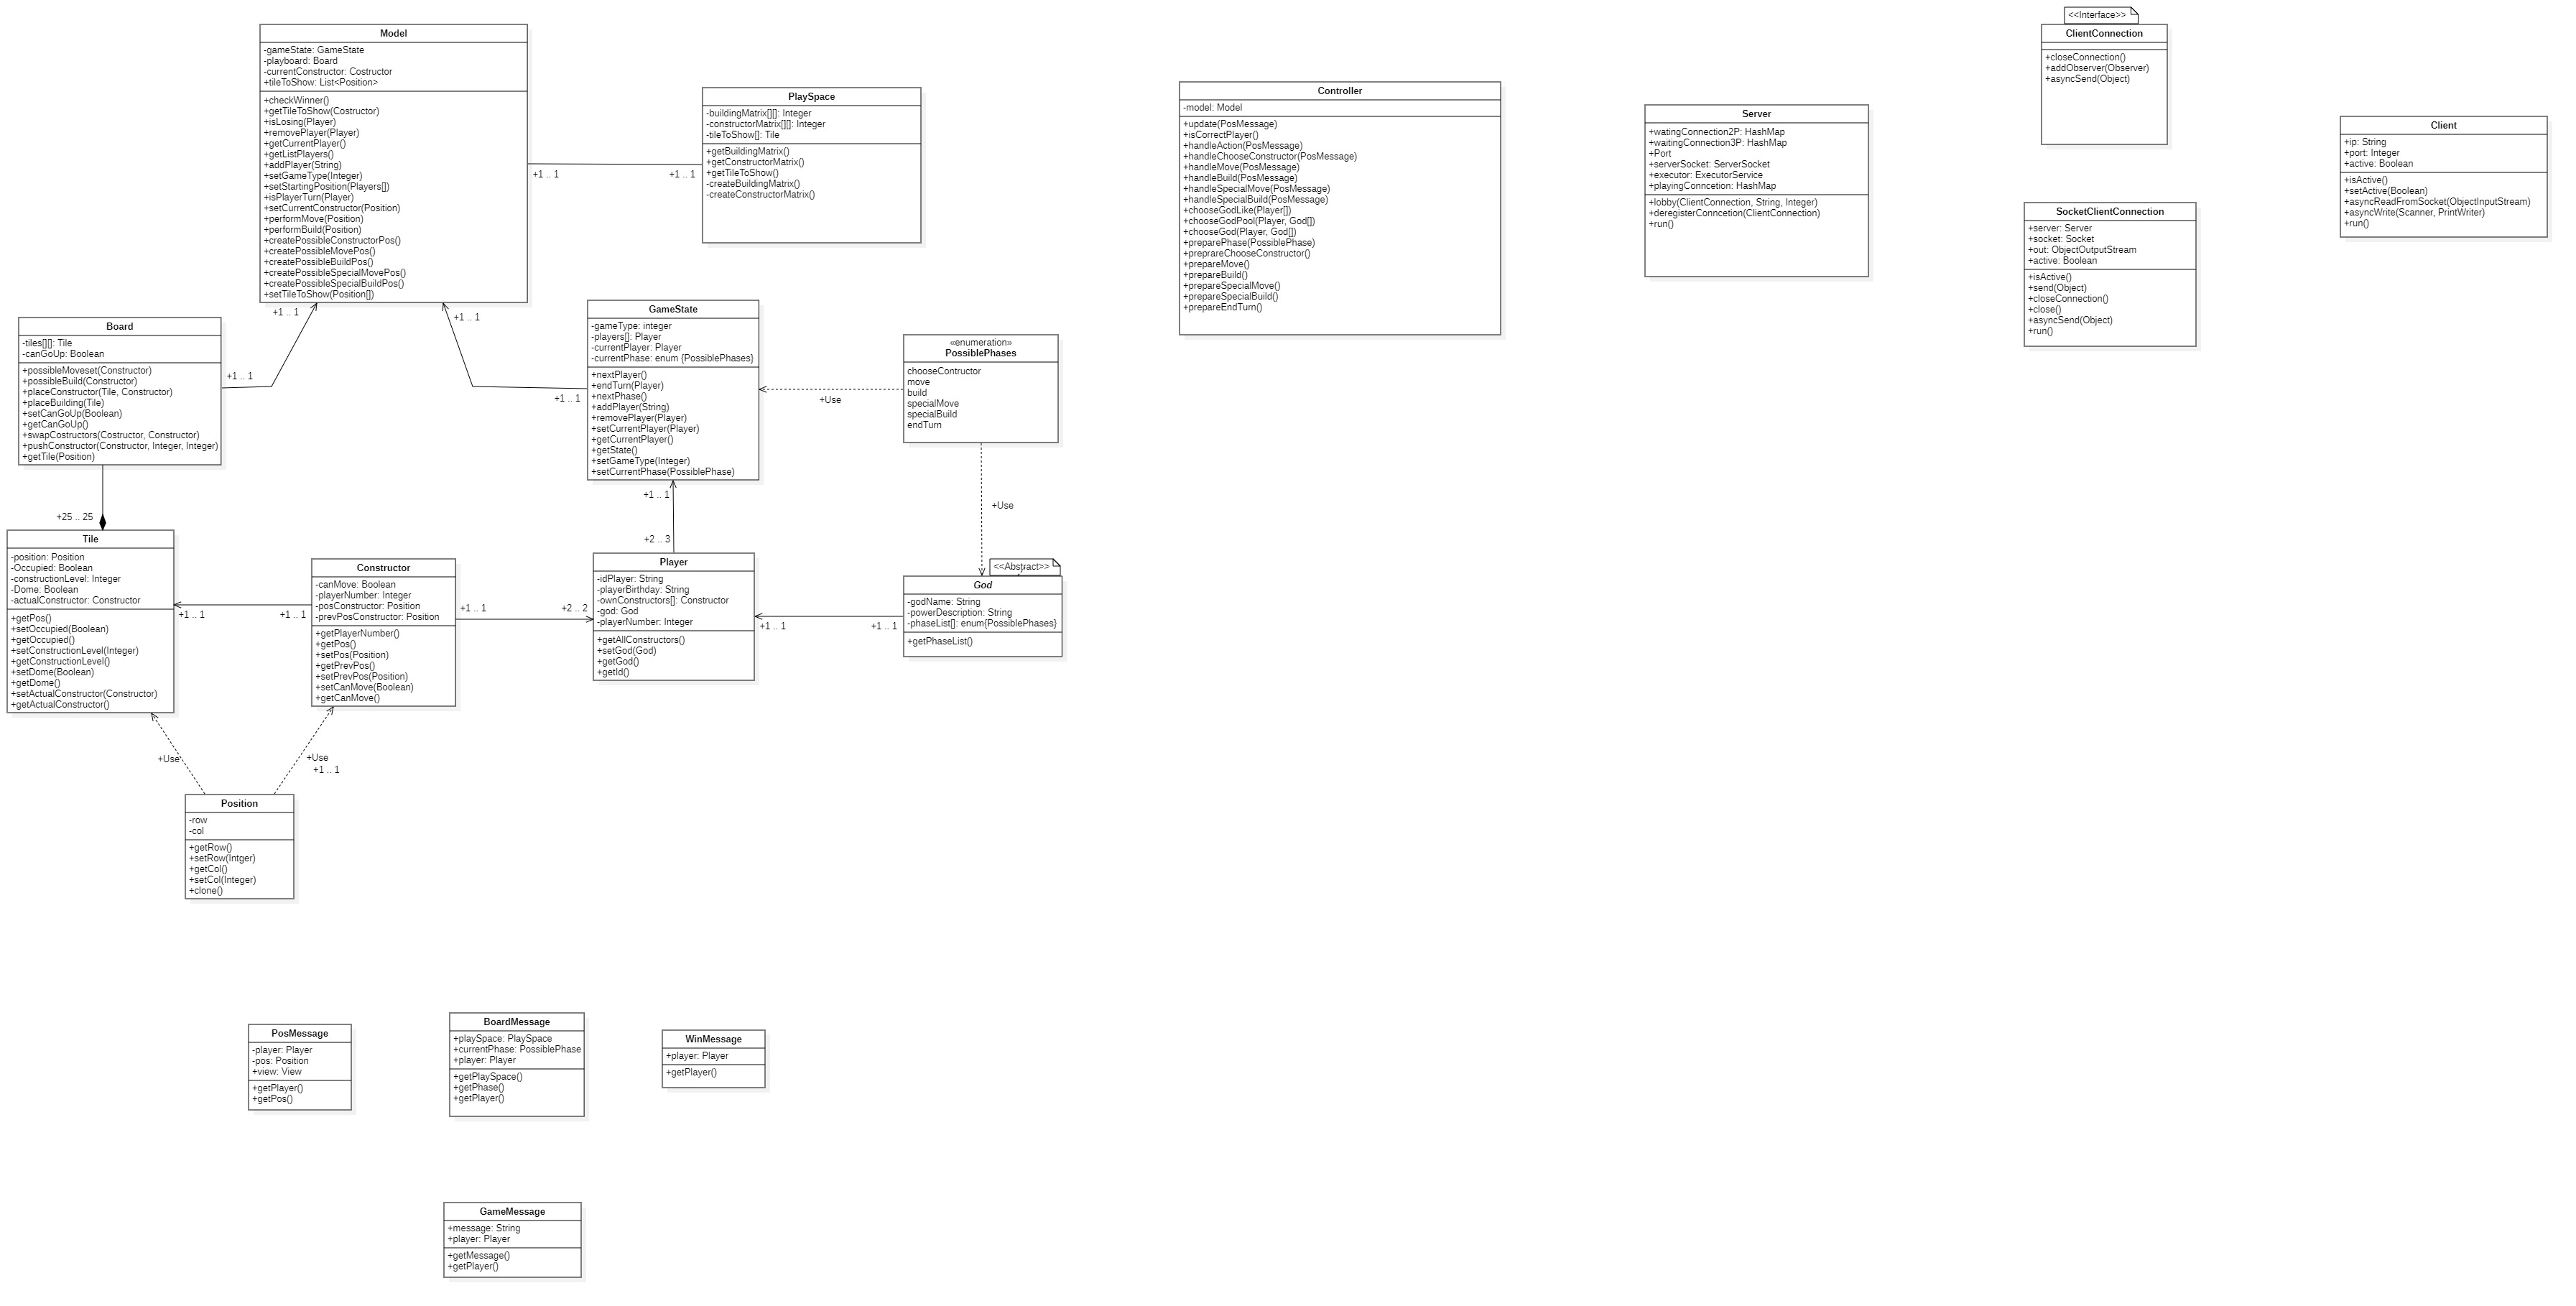 Model
-gameState: GameState
-playboard: Board
-currentConstructor: Costructor
+tileToShow: List<Position>
+checkWinner()
+getTileToShow(Costructor)
+isLosing(Player)
+removePlayer(Player)
+getCurrentPlayer()
+getListPlayers()
+addPlayer(String)
+setGameType(Integer)
+setStartingPosition(Players[])
+isPlayerTurn(Player)
+setCurrentConstructor(Position)
+performMove(Position)
+performBuild(Position)
+createPossibleConstructorPos()
+createPossibleMovePos()
+createPossibleBuildPos()
+createPossibleSpecialMovePos()
+createPossibleSpecialBuildPos()
+setTileToShow(Position[])
+1 .. 1
+1 .. 1
PlaySpace
-buildingMatrix[][]: Integer
-constructorMatrix[][]: Integer
-tileToShow[]: Tile
+getBuildingMatrix()
+getConstructorMatrix()
+getTileToShow()
-createBuildingMatrix()
-createConstructorMatrix()
Controller
-model: Model
+update(PosMessage)
+isCorrectPlayer()
+handleAction(PosMessage)
+handleChooseConstructor(PosMessage)
+handleMove(PosMessage)
+handleBuild(PosMessage)
+handleSpecialMove(PosMessage)
+handleSpecialBuild(PosMessage)
+chooseGodLike(Player[])
+chooseGodPool(Player, God[])
+chooseGod(Player, God[])
+preparePhase(PossiblePhase)
+preprareChooseConstructor()
+prepareMove()
+prepareBuild()
+prepareSpecialMove()
+prepareSpecialBuild()
+prepareEndTurn()
Server
+watingConnection2P: HashMap
+waitingConnection3P: HashMap
+Port
+serverSocket: ServerSocket
+executor: ExecutorService
+playingConncetion: HashMap
+lobby(ClientConnection, String, Integer)
+deregisterConncetion(ClientConnection)
+run()
<<Interface>>
ClientConnection
+closeConnection()
+addObserver(Observer)
+asyncSend(Object)
SocketClientConnection
+server: Server
+socket: Socket
+out: ObjectOutputStream
+active: Boolean
+isActive()
+send(Object)
+closeConnection()
+close()
+asyncSend(Object)
+run()
Client
+ip: String
+port: Integer
+active: Boolean
+isActive()
+setActive(Boolean)
+asyncReadFromSocket(ObjectInputStream)
+asyncWrite(Scanner, PrintWriter)
+run()
+1 .. 1
+1 .. 1
Board
-tiles[][]: Tile
-canGoUp: Boolean
+possibleMoveset(Constructor)
+possibleBuild(Constructor)
+placeConstructor(Tile, Constructor)
+placeBuilding(Tile)
+setCanGoUp(Boolean)
+getCanGoUp()
+swapCostructors(Costructor, Constructor)
+pushConstructor(Constructor, Integer, Integer)
+getTile(Position)
+1 .. 1
+1 .. 1
GameState
-gameType: integer
-players[]: Player
-currentPlayer: Player
-currentPhase: enum {PossiblePhases}
+nextPlayer()
+endTurn(Player)
+nextPhase()
+addPlayer(String)
+removePlayer(Player)
+setCurrentPlayer(Player)
+getCurrentPlayer()
+getState()
+setGameType(Integer)
+setCurrentPhase(PossiblePhase)
+Use
«enumeration»
PossiblePhases
chooseContructor
move
build
specialMove
specialBuild
endTurn
+Use
+25 .. 25
+1 .. 1
+2 .. 3
Tile
-position: Position
-Occupied: Boolean
-constructionLevel: Integer
-Dome: Boolean
-actualConstructor: Constructor
+getPos()
+setOccupied(Boolean)
+getOccupied()
+setConstructionLevel(Integer)
+getConstructionLevel()
+setDome(Boolean)
+getDome()
+setActualConstructor(Constructor)
+getActualConstructor()
+1 .. 1
+1 .. 1
Constructor
-canMove: Boolean
-playerNumber: Integer
-posConstructor: Position
-prevPosConstructor: Position
+getPlayerNumber()
+getPos()
+setPos(Position)
+getPrevPos()
+setPrevPos(Position)
+setCanMove(Boolean)
+getCanMove()
+1 .. 1
+2 .. 2
Player
-idPlayer: String
-playerBirthday: String
-ownConstructors[]: Constructor
-god: God
-playerNumber: Integer
+getAllConstructors()
+setGod(God)
+getGod()
+getId()
+1 .. 1
+1 .. 1
<<Abstract>>
God
-godName: String
-powerDescription: String
-phaseList[]: enum{PossiblePhases}
+getPhaseList()
+Use
+Use
+1 .. 1
Position
-row
-col
+getRow()
+setRow(Intger)
+getCol()
+setCol(Integer)
+clone()
PosMessage
-player: Player
-pos: Position
+view: View
+getPlayer()
+getPos()
BoardMessage
+playSpace: PlaySpace
+currentPhase: PossiblePhase
+player: Player
+getPlaySpace()
+getPhase()
+getPlayer()
WinMessage
+player: Player
+getPlayer()
GameMessage
+message: String
+player: Player
+getMessage()
+getPlayer()